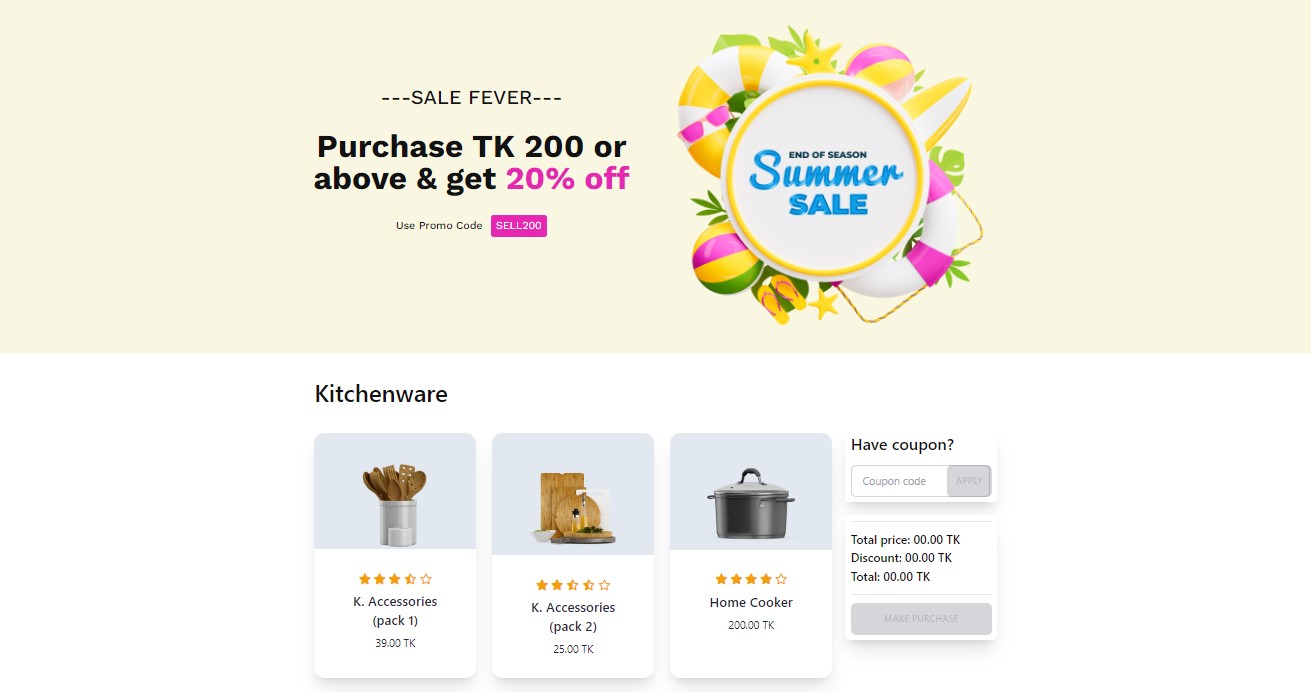 ---SALE FEVER---
Purchase TK 200 or
above & get 20% off
Use Promo Code SELL200
END OF SEASON
Summer
SALE
Kitchenware
K. Accessories
(pack 1)
39.00 TK
K. Accessories
(pack 2)
25.00 TK
Home Cooker
200.00 TK
Have coupon?
Coupon code APPLY
Total price: 00.00 TK
Discount: 00.00 TK
Total: 00.00 TK
MAKE PURCHASE